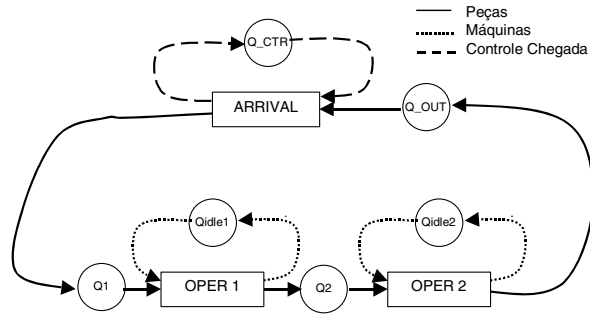 Peças
Máquinas
Controle Chegada
Q_CTR
ARRIVAL
Q_OUT
Qidle1
Qidle2
Q1
OPER 1
Q2
OPER 2